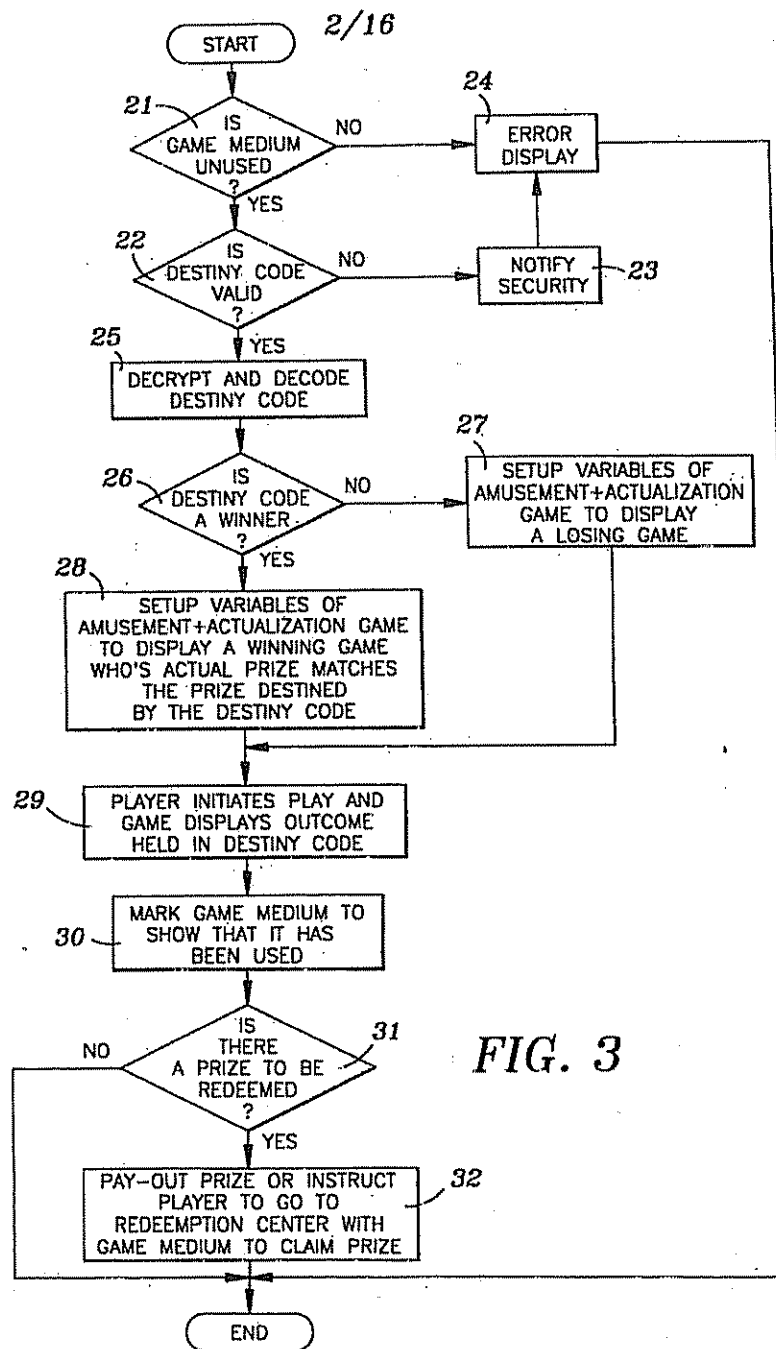 2/16
START
21
IS
GAME MEDIUM
UNUSED
?
NO
YES
24
ERROR
DISPLAY
22
IS
DESTINY CODE
VALID
?
NO
YES
NOTIFY
SECURITY
23
25
DECRYPT AND DECODE
DESTINY CODE
26
IS
DESTINY CODE
A WINNER
?
NO
YES
27
SETUP VARIABLES OF
AMUSEMENT+ACTUALIZATION
GAME TO DISPLAY
A LOSING GAME
28
SETUP VARIABLES OF
AMUSEMENT+ACTUALIZATION GAME
TO DISPLAY A WINNING GAME
WHO'S ACTUAL PRIZE MATCHES
THE PRIZE DESTINED
BY THE DESTINY CODE
29
PLAYER INITIATES PLAY AND
GAME DISPLAYS OUTCOME
HELD IN DESTINY CODE
30
MARK GAME MEDIUM TO
SHOW THAT IT HAS
BEEN USED
31
IS
THERE
A PRIZE TO BE
REDEEMED
?
NO
YES
FIG. 3
32
PAY-OUT PRIZE OR INSTRUCT
PLAYER TO GO TO
REDEMPTION CENTER WITH
GAME MEDIUM TO CLAIM PRIZE
END